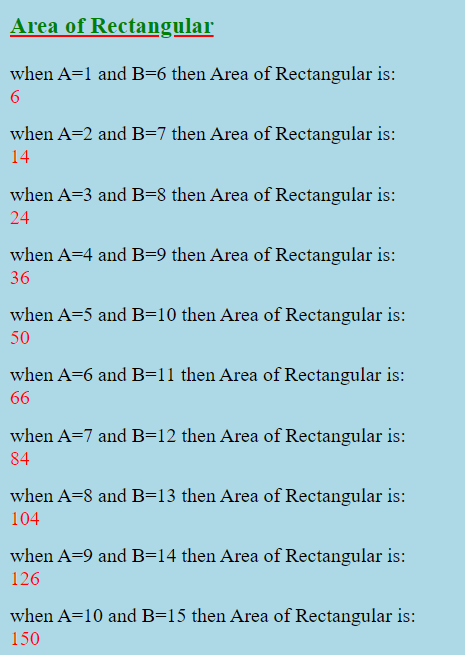 Area of Rectangular
when A=1 and B=6 then Area of Rectangular is:
6
when A=2 and B=7 then Area of Rectangular is:
14
when A=3 and B=8 then Area of Rectangular is:
24
when A=4 and B=9 then Area of Rectangular is:
36
when A=5 and B=10 then Area of Rectangular is:
50
when A=6 and B=11 then Area of Rectangular is:
66
when A=7 and B=12 then Area of Rectangular is:
84
when A=8 and B=13 then Area of Rectangular is:
104
when A=9 and B=14 then Area of Rectangular is:
126
when A=10 and B=15 then Area of Rectangular is:
150